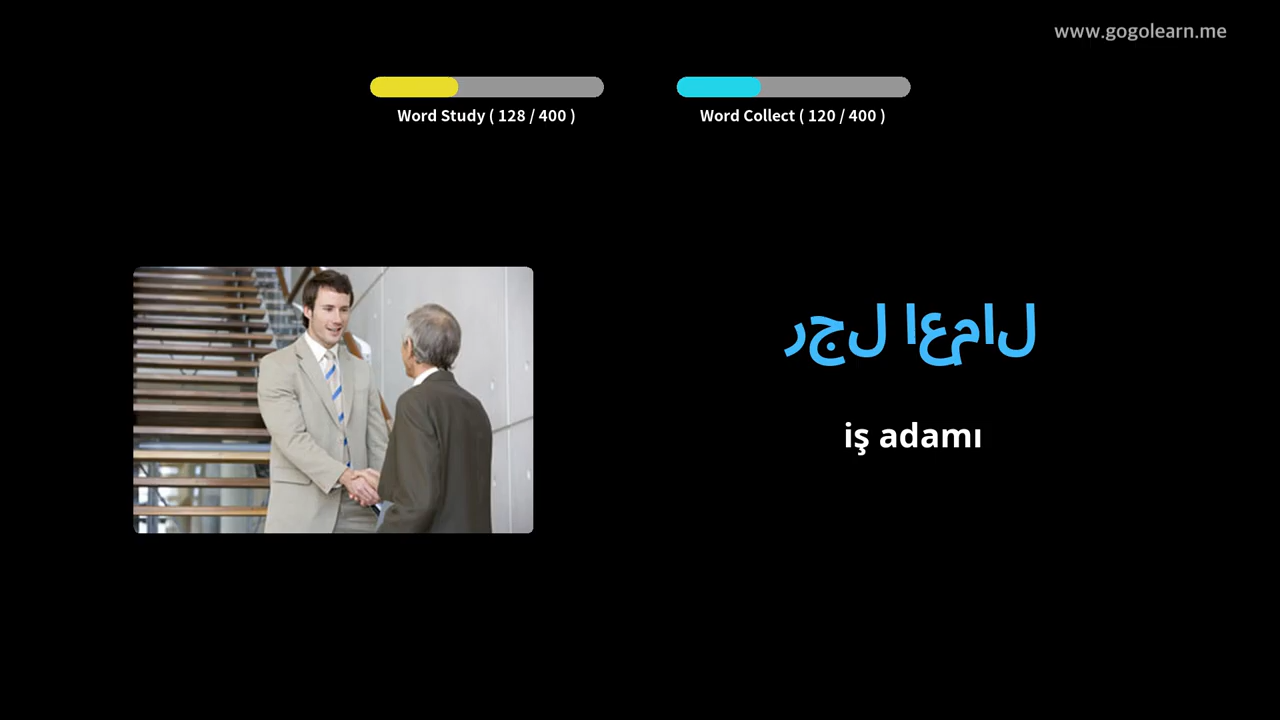 www.gogolearn.me
Word Study ( 128 / 400 )
Word Collect ( 120 / 400 )
رجل اعمال
iş adamı